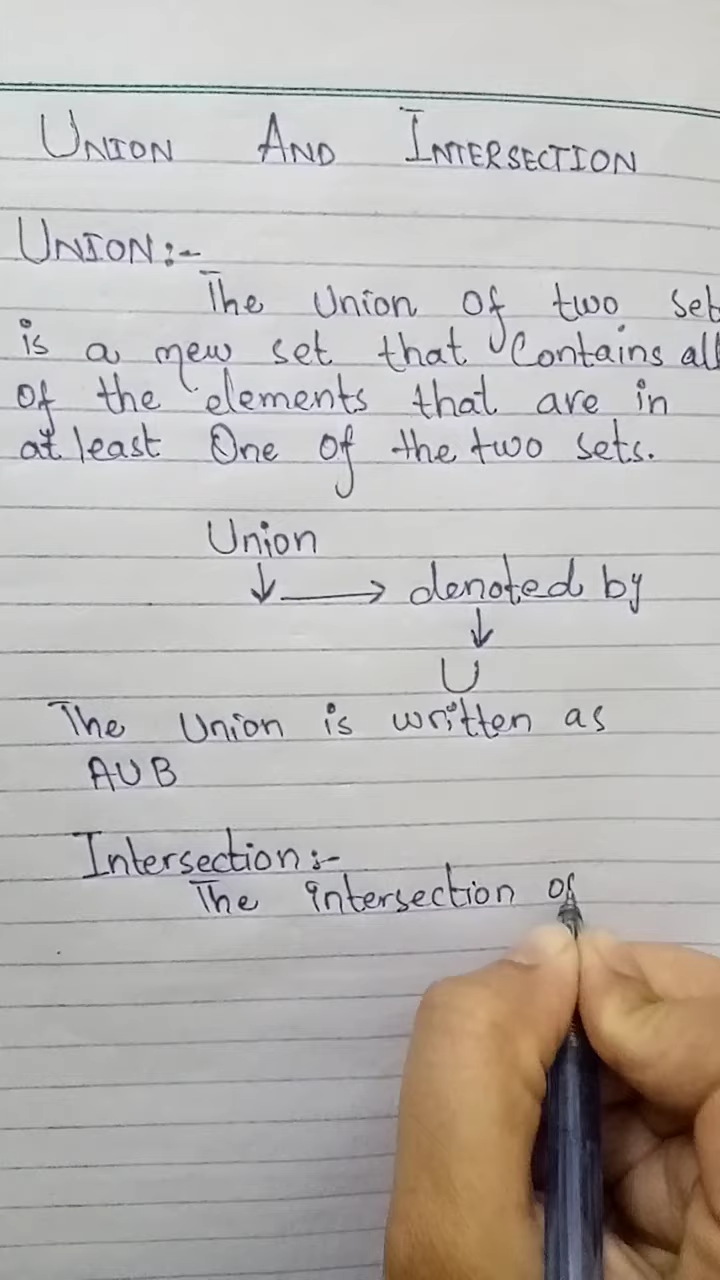 UNION AND INTERSECTION
UNION:-
The Union of two set
is a new set that Contains all
of the elements that are in
at least One of the two sets.
Union
↓ → denoted by
↓
U
The Union is written as
AUB
Intersection:-
The intersection of